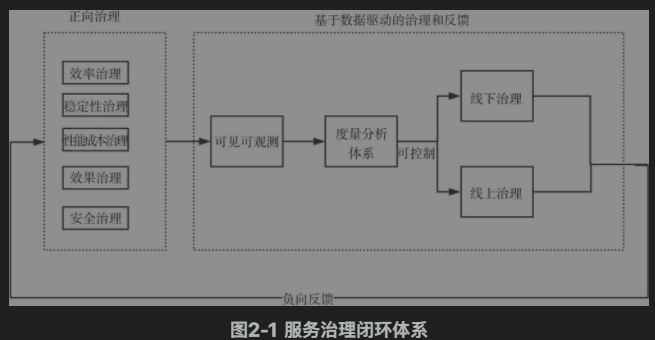 正向治理
基于数据驱动的治理和反馈
效率治理
稳定性治理
性能成本治理
效果治理
安全治理
可见可观测
度量分析
体系
可控制
线下治理
线上治理
负向反馈
图2-1 服务治理闭环体系